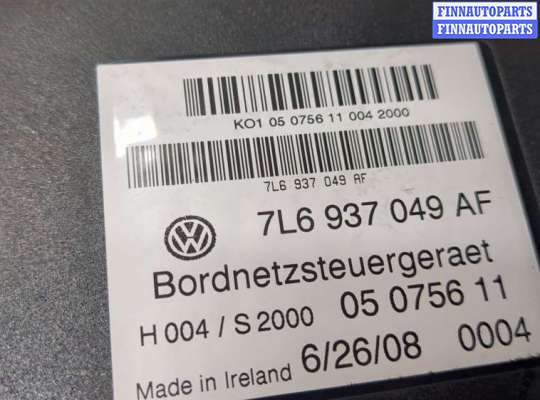 FINNAUTOPARTS
FINNAUTOPARTS
KO1 05 0756 11 004 2000
7L6 937 049 AF
7L6 937 049 AF
Bordnetzsteuergeraet
H 004 / S 2000 05 0756 11
Made in Ireland 6/26/08 0004